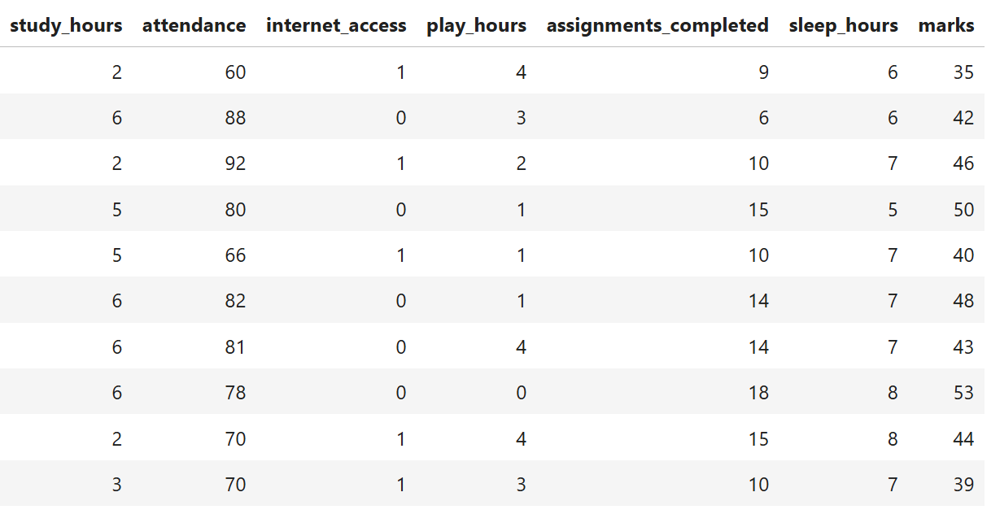 study_hours attendance internet_access play_hours assignments_completed sleep_hours marks
2 60 1 4 9 6 35
6 88 0 3 6 6 42
2 92 1 2 10 7 46
5 80 0 1 15 5 50
5 66 1 1 10 7 40
6 82 0 1 14 7 48
6 81 0 4 14 7 43
6 78 0 0 18 8 53
2 70 1 4 15 8 44
3 70 1 3 10 7 39